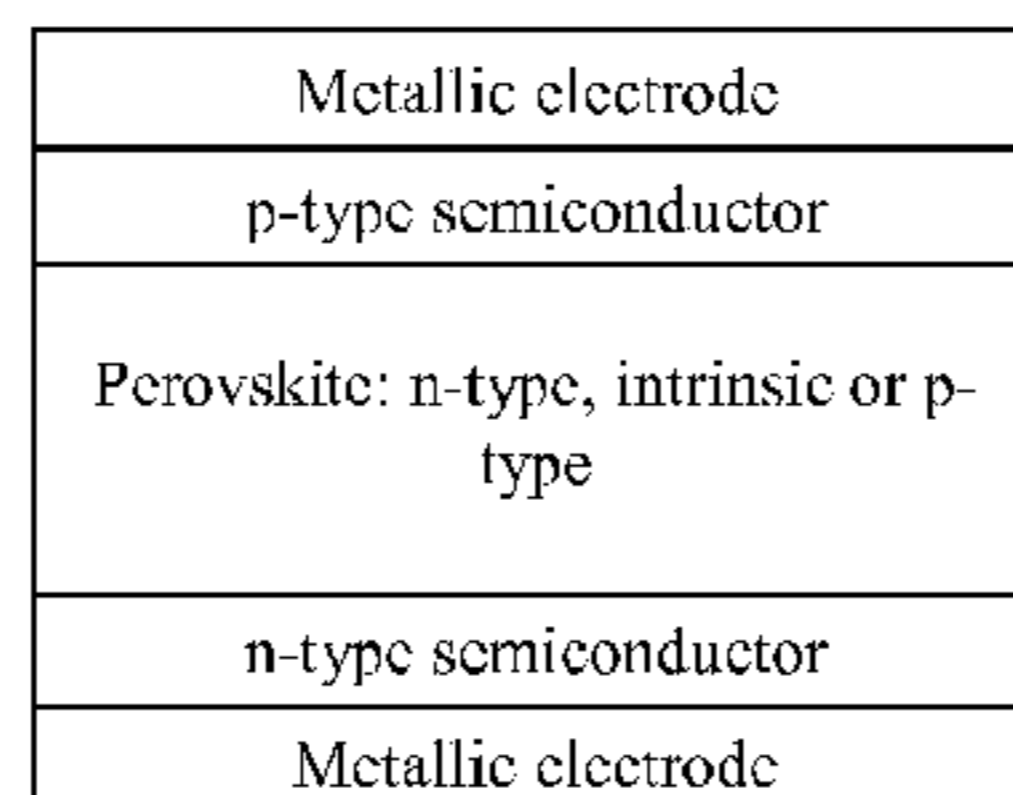 Metallic electrode
p-type semiconductor
Perovskite: n-type, intrinsic or p-
type
n-type semiconductor
Metallic electrode